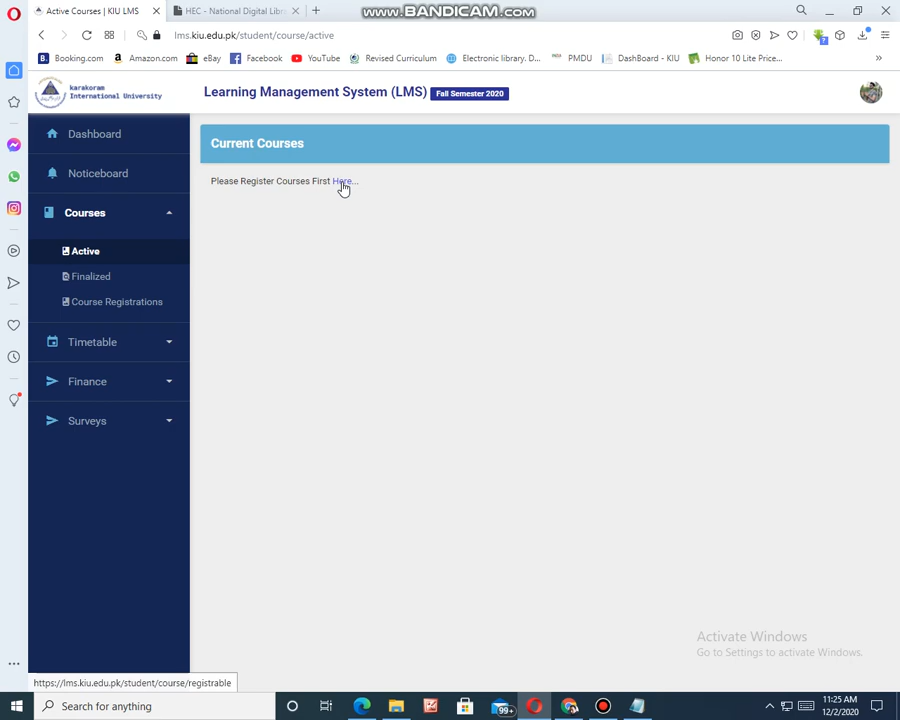 Active Courses | KIU LMS
HEC - National Digital Libr
www.BANDICAM.com
lms.kiu.edu.pk/student/course/active
Booking.com
Amazon.com
eBay
Facebook
YouTube
Revised Curriculum
Electronic library. D...
PMDU
DashBoard - KIU
Honor 10 Lite Price...
karakoram
International University
Learning Management System (LMS) Fall Semester 2020
Dashboard
Noticeboard
Courses
Active
Finalized
Course Registrations
Timetable
Finance
Surveys
Current Courses
Please Register Courses First Here...
Activate Windows
Go to Settings to activate Windows.
https://lms.kiu.edu.pk/student/course/registrable
Search for anything
99+
11:25 AM
12/2/2020